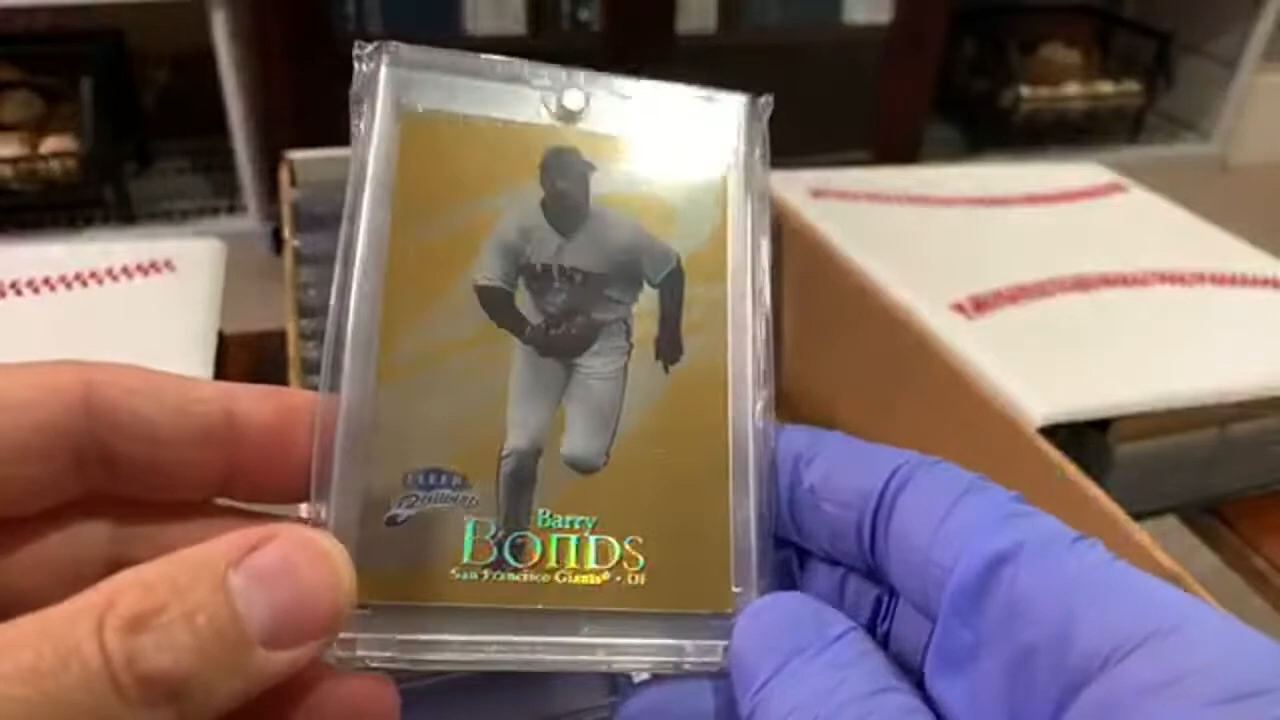 FLEER
Brilliants
Barry
BONDS
San Francisco Giants® • OF